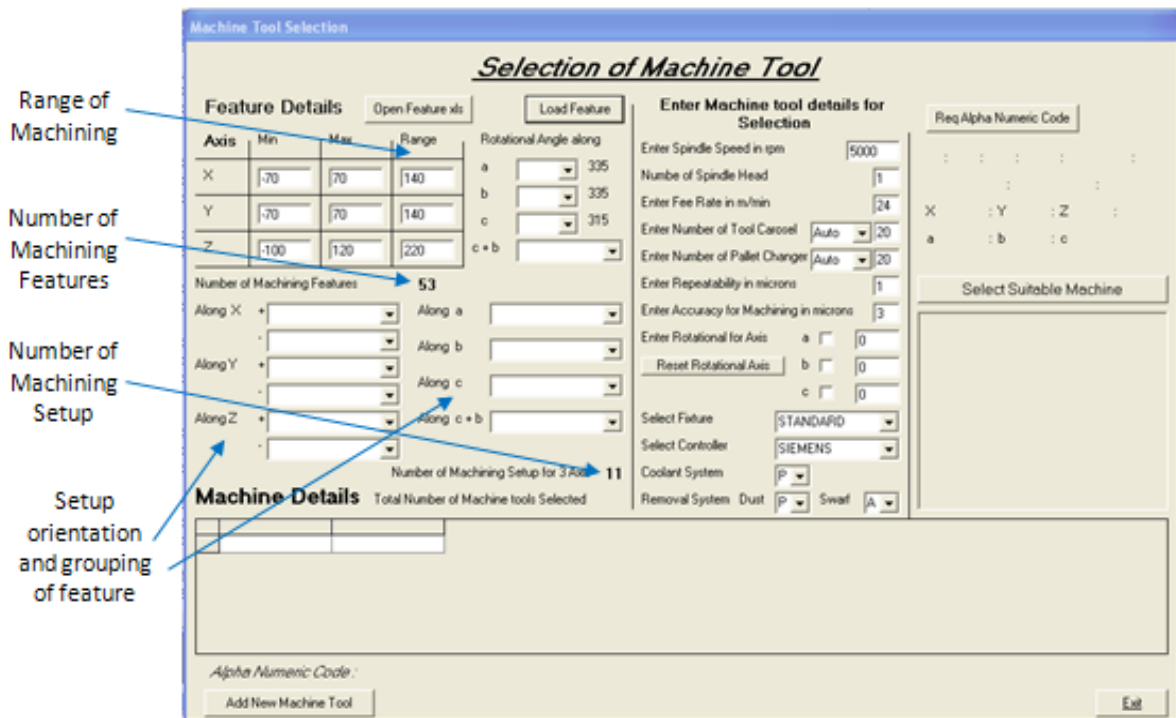 Machine Tool Selection
Selection of Machine Tool
Range of
Machining
Number of
Machining
Features
Number of
Machining
Setup
Setup
orientation
and grouping
of feature
Feature Details Open Feature xls Load Feature
Axis Min Max Range Rotational Angle along
X -70 70 140 a 335
b 335
Y -70 70 140 c 315
Z -100 120 220 c + b
Number of Machining Features 53
Along X + Along a
- Along b
Along Y +
- Along c
Along Z + Along c + b
-
Number of Machining Setup for 3 Axis 11
Machine Details Total Number of Machine tools Selected
Enter Machine tool details for
Selection
Enter Spindle Speed in rpm 5000
Numbe of Spindle Head 1
Enter Fee Rate in m/min 24
Enter Number of Tool Carosel Auto 20
Enter Number of Pallet Changer Auto 20
Enter Repeatability in microns 1
Enter Accuracy for Machining in microns 3
Enter Rotational for Axis a 0
Reset Rotational Axis b 0
c 0
Select Fixture STANDARD
Select Controller SIEMENS
Coolant System P
Removal System Dust P Swarf A
Req Alpha Numeric Code
: : : : :
: :
X : Y : Z :
a : b : c
Select Suitable Machine
Alpha Numeric Code :
Add New Machine Tool Exit